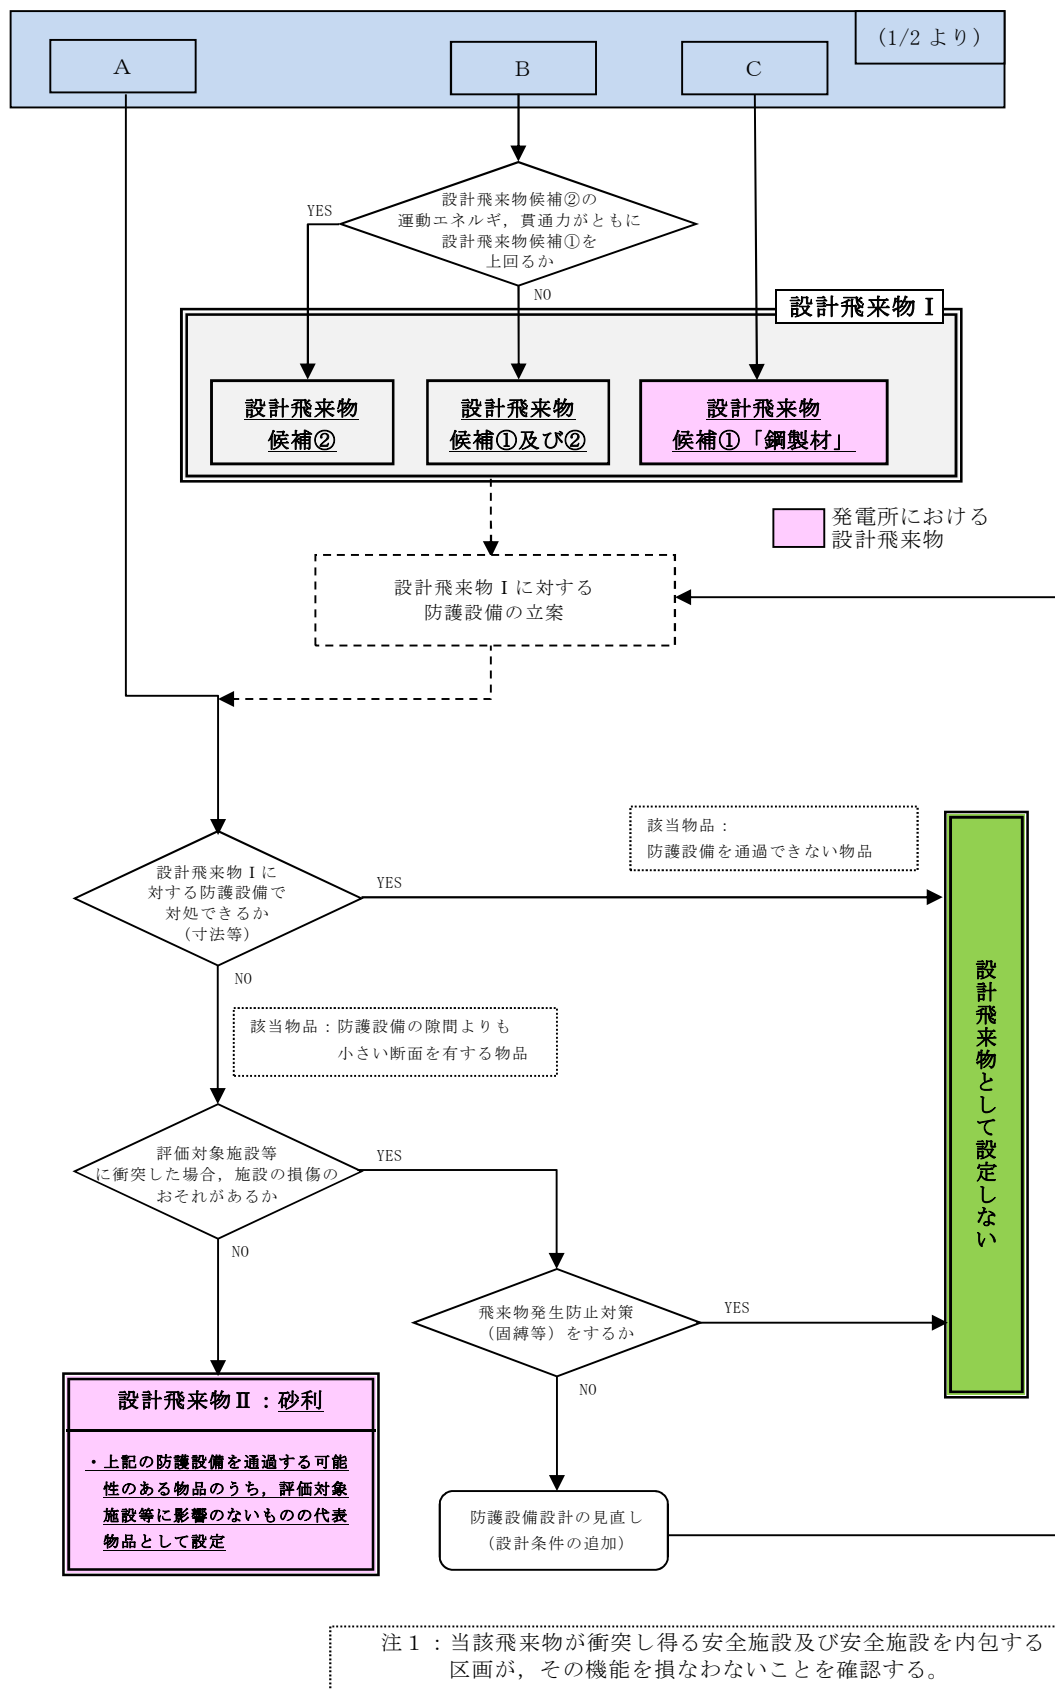 (1/2 より)
A
B
C
設計飛来物候補②の
運動エネルギ，貫通力がともに
設計飛来物候補①を
上回るか
YES
NO
設計飛来物Ⅰ
設計飛来物
候補②
設計飛来物
候補①及び②
設計飛来物
候補①「鋼製材」
発電所における
設計飛来物
設計飛来物Ⅰに対する
防護設備の立案
該当物品：
防護設備を通過できない物品
設計飛来物Ⅰに
対する防護設備で
対処できるか
（寸法等）
YES
NO
該当物品：防護設備の隙間よりも
小さい断面を有する物品
設計飛来物として設定しない
評価対象施設等
に衝突した場合，施設の損傷の
おそれがあるか
YES
NO
飛来物発生防止対策
（固縛等）をするか
YES
NO
設計飛来物Ⅱ：砂利
・上記の防護設備を通過する可能
性のある物品のうち，評価対象
施設等に影響のないものの代表
物品として設定
防護設備設計の見直し
（設計条件の追加）
注１：当該飛来物が衝突し得る安全施設及び安全施設を内包する
区画が，その機能を損なわないことを確認する。